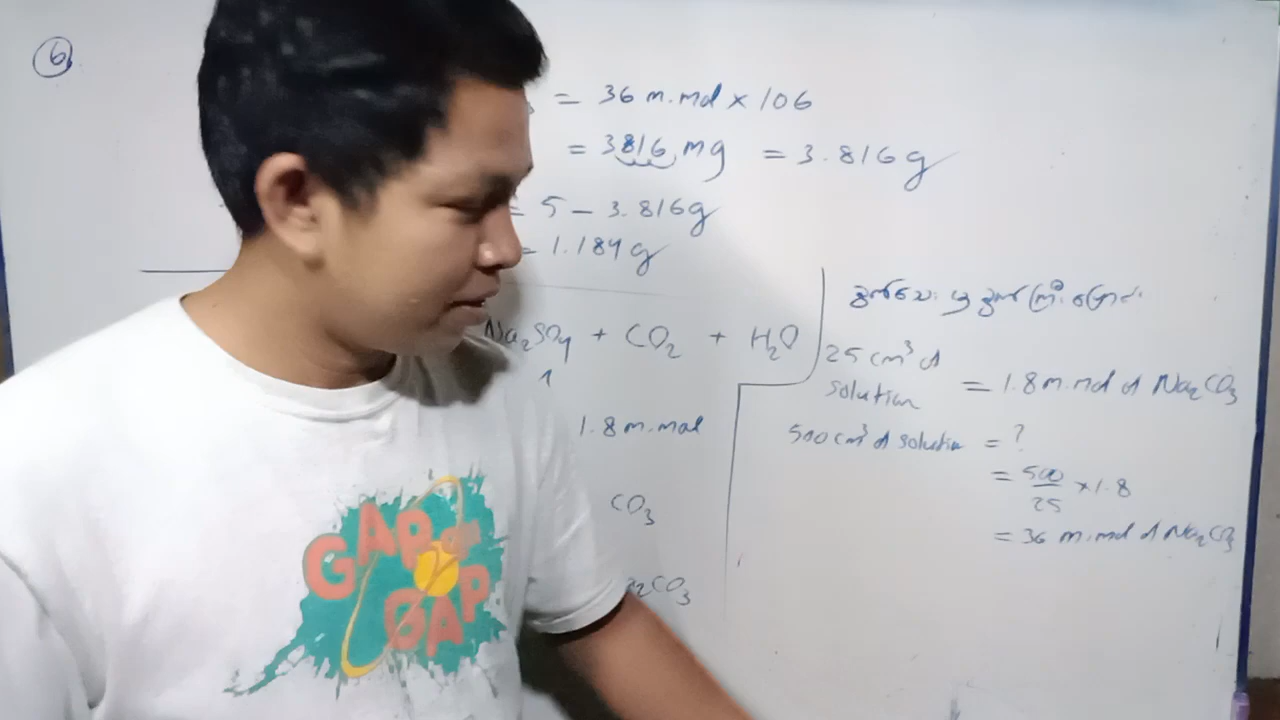 6
= 36 m.mol × 106
= 3816 mg = 3.816 g
= 5 - 3.816g
= 1.184 g
Na2SO4 + CO2 + H2O
1
1.8 m.mol
CO3
2CO3
25 cm³ of
solution = 1.8 m.mol of Na2CO3
500 cm³ of solution = ?
= 500/25 × 1.8
= 36 m.mol of Na2CO3
GAP
GAP